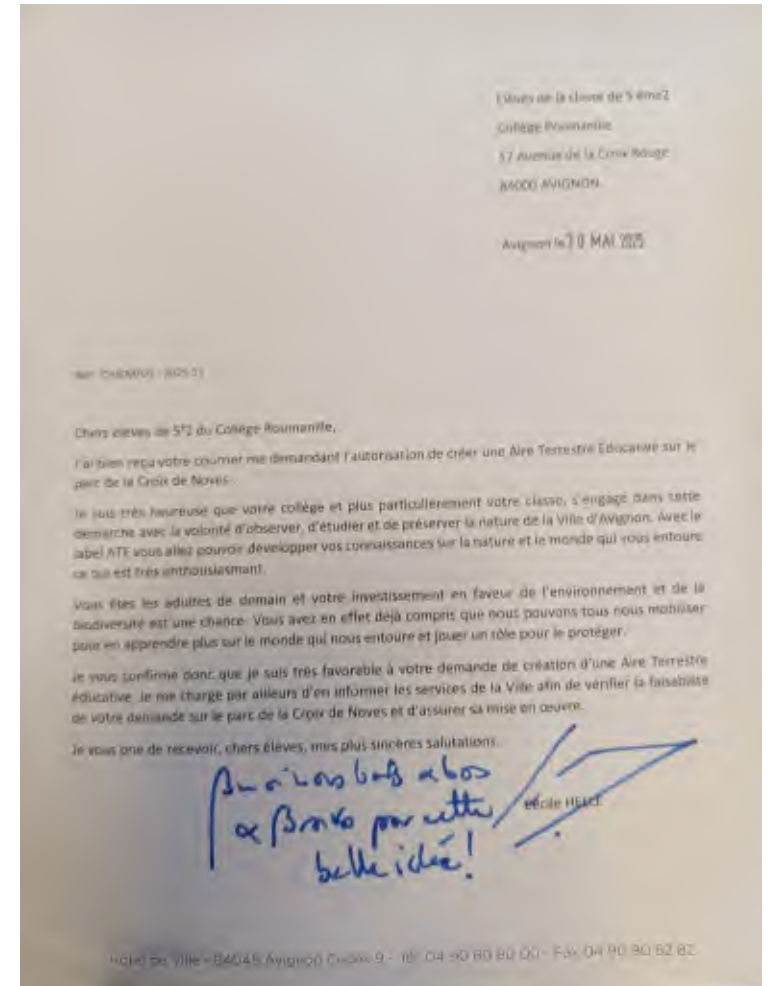 Elèves de la classe de 5 ème2
Collège Roumanille
57 Avenue de la Croix Rouge
84000 AVIGNON
Avignon le 20 MAI 2025
Chers élèves de 5e2 du Collège Roumanille,
J'ai bien reçu votre courrier me demandant l'autorisation de créer une Aire Terrestre Educative sur le
parc de la Croix de Noves.
Je suis très heureuse que votre collège et plus particulièrement votre classe, s'engage dans cette
démarche avec la volonté d'observer, d'étudier et de préserver la nature de la Ville d'Avignon. Avec le
label ATE vous allez pouvoir développer vos connaissances sur la nature et le monde qui vous entoure
ce qui est très enthousiasmant.
Vous êtes les adultes de demain et votre investissement en faveur de l'environnement et de la
biodiversité est une chance. Vous avez en effet déjà compris que nous pouvons tous nous mobiliser
pour en apprendre plus sur le monde qui nous entoure et jouer un rôle pour le protéger.
Je vous confirme donc que je suis très favorable à votre demande de création d'une Aire Terrestre
éducative. Je me charge par ailleurs d'en informer les services de la Ville afin de vérifier la faisabilité
de votre demande sur le parc de la Croix de Noves et d'assurer sa mise en œuvre.
Je vous prie de recevoir, chers élèves, mes plus sincères salutations.
Cécile HELLE
Bravo pour cette
belle idée !
Hôtel de Ville - 84045 Avignon Cedex 9 - Tél. 04 90 80 80 00 - Fax 04 90 80 82 82